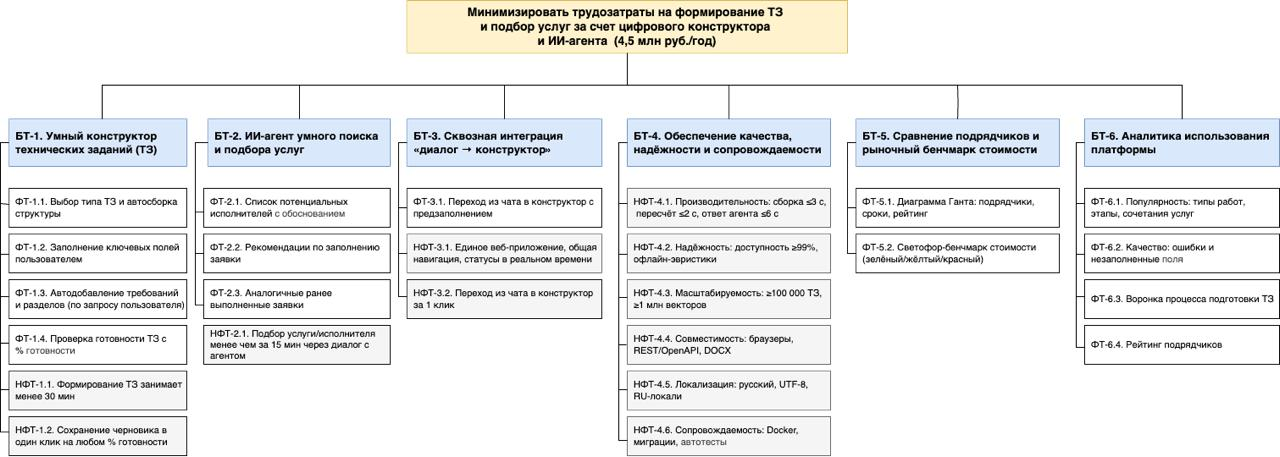 Минимизировать трудозатраты на формирование ТЗ
и подбор услуг за счет цифрового конструктора
и ИИ-агента  (4,5 млн руб./год)
БТ-1. Умный конструктор
технических заданий (ТЗ)
ФТ-1.1. Выбор типа ТЗ и автосборка
структуры
ФТ-1.2. Заполнение ключевых полей
пользователем
ФТ-1.3. Автодобавление требований
и разделов (по запросу пользователя)
ФТ-1.4. Проверка готовности ТЗ с
% готовности
НФТ-1.1. Формирование ТЗ занимает
менее 30 мин
НФТ-1.2. Сохранение черновика в
один клик на любом % готовности
БТ-2. ИИ-агент умного поиска
и подбора услуг
ФТ-2.1. Список потенциальных
исполнителей с обоснованием
ФТ-2.2. Рекомендации по заполнению
заявки
ФТ-2.3. Аналогичные ранее
выполненные заявки
НФТ-2.1. Подбор услуги/исполнителя
менее чем за 15 мин через диалог с
агентом
БТ-3. Сквозная интеграция
«диалог → конструктор»
ФТ-3.1. Переход из чата в конструктор с
предзаполнением
НФТ-3.1. Единое веб-приложение, общая
навигация, статусы в реальном времени
НФТ-3.2. Переход из чата в конструктор
за 1 клик
БТ-4. Обеспечение качества,
надёжности и сопровождаемости
НФТ-4.1. Производительность: сборка ≤3 с,
пересчёт ≤2 с, ответ агента ≤6 с
НФТ-4.2. Надёжность: доступность ≥99%,
офлайн-эвристики
НФТ-4.3. Масштабируемость: ≥100 000 ТЗ,
≥1 млн векторов
НФТ-4.4. Совместимость: браузеры,
REST/OpenAPI, DOCX
НФТ-4.5. Локализация: русский, UTF-8,
RU-локали
НФТ-4.6. Сопровождаемость: Docker,
миграции, автотесты
БТ-5. Сравнение подрядчиков и
рыночный бенчмарк стоимости
ФТ-5.1. Диаграмма Ганта: подрядчики,
сроки, рейтинг
ФТ-5.2. Светофор-бенчмарк стоимости
(зелёный/жёлтый/красный)
БТ-6. Аналитика использования
платформы
ФТ-6.1. Популярность: типы работ,
этапы, сочетания услуг
ФТ-6.2. Качество: ошибки и
незаполненные поля
ФТ-6.3. Воронка процесса подготовки ТЗ
ФТ-6.4. Рейтинг подрядчиков